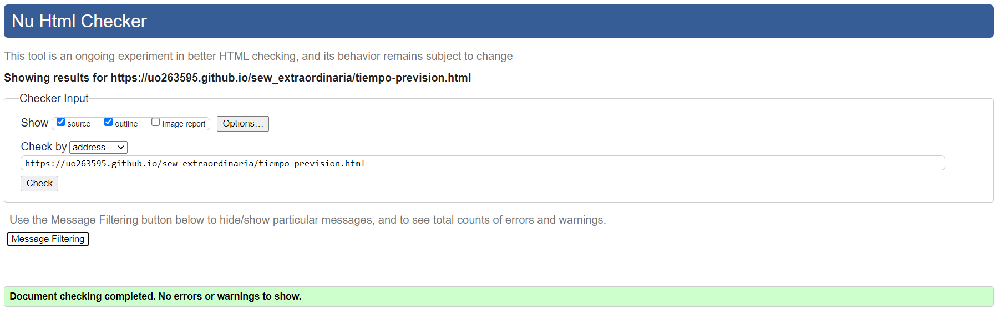 Nu Html Checker
This tool is an ongoing experiment in better HTML checking, and its behavior remains subject to change
Showing results for https://uo263595.github.io/sew_extraordinaria/tiempo-prevision.html
Checker Input
Show source outline image report Options...
Check by address
https://uo263595.github.io/sew_extraordinaria/tiempo-prevision.html
Check
Use the Message Filtering button below to hide/show particular messages, and to see total counts of errors and warnings.
Message Filtering
Document checking completed. No errors or warnings to show.